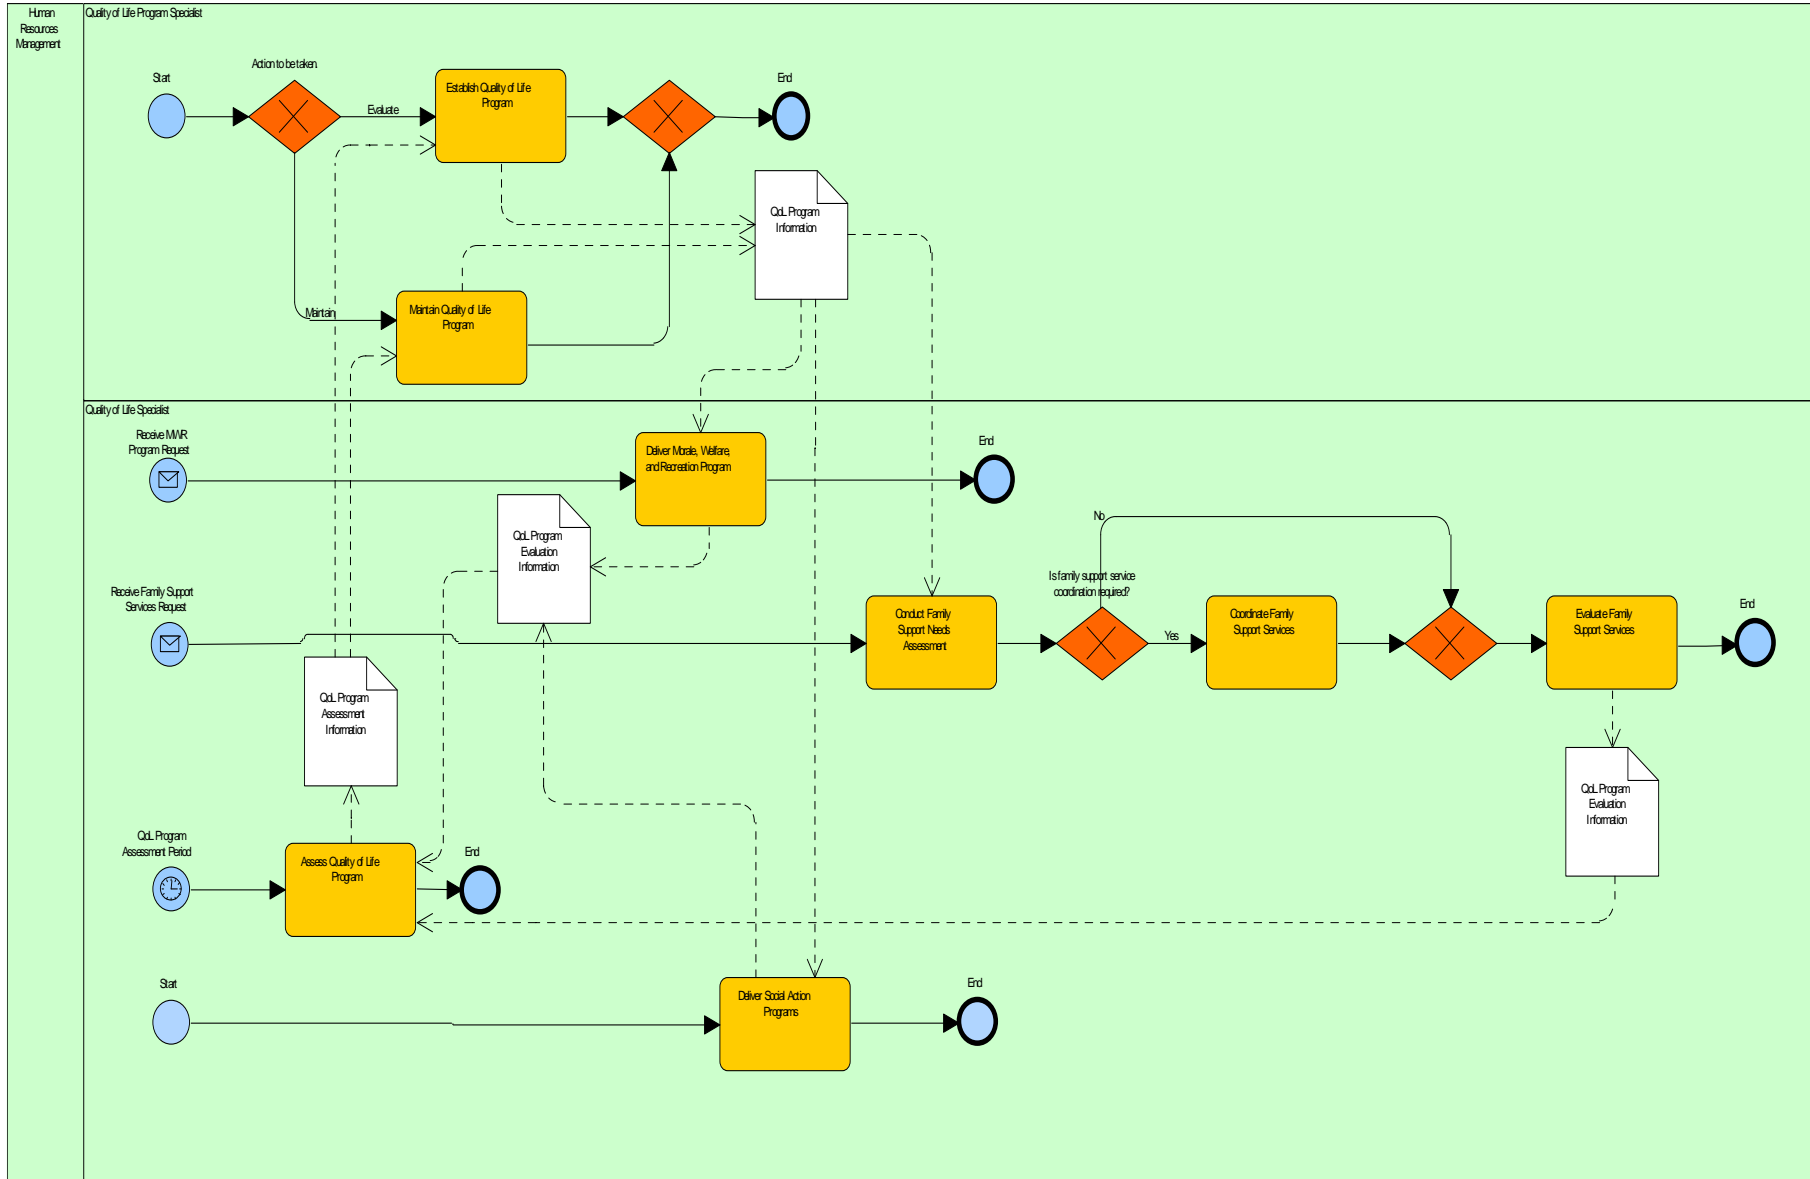 Human
Resources
Management
Quality of Life Program Specialist
Start
Action to be taken.
Evaluate
Establish Quality of Life
Program
End
QoL Program
Information
Maintain
Maintain Quality of Life
Program
Quality of Life Specialist
Receive MWR
Program Request
Deliver Morale, Welfare,
and Recreation Program
End
QoL Program
Evaluation
Information
No
Is family support service
coordination required?
Receive Family Support
Services Request
Conduct Family
Support Needs
Assessment
Yes
Coordinate Family
Support Services
Evaluate Family
Support Services
End
QoL Program
Assessment
Information
QoL Program
Evaluation
Information
QoL Program
Assessment Period
Assess Quality of Life
Program
End
Start
Deliver Social Action
Programs
End